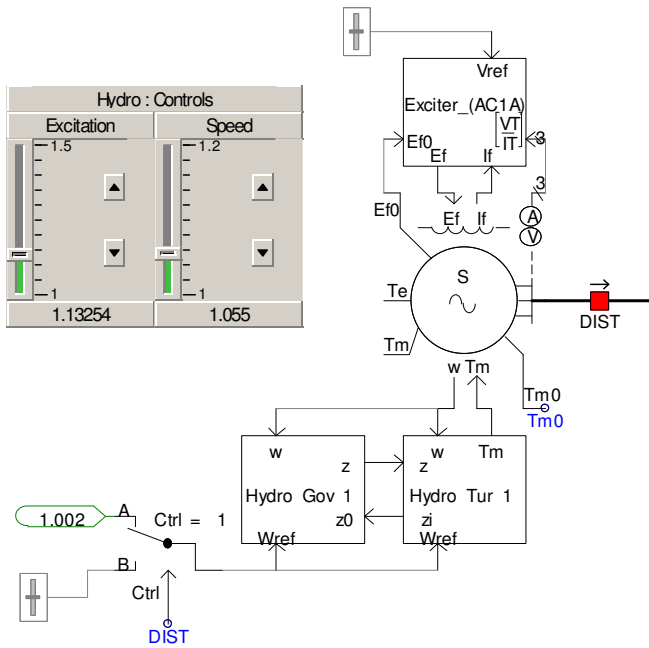 Vref
Exciter_(AC1A)
VT
IT
3
Ef0
Ef
If
3
Hydro : Controls
Excitation
Speed
1.5
1.2
1
1
1.13254
1.055
Ef0
Ef
If
A
V
S
Te
Tm
DIST
w
Tm
Tm0
Tm0
w
z
Hydro Gov 1
z0
Wref
w
Tm
z
Hydro Tur 1
zi
Wref
1.002
A
Ctrl = 1
B
Ctrl
DIST